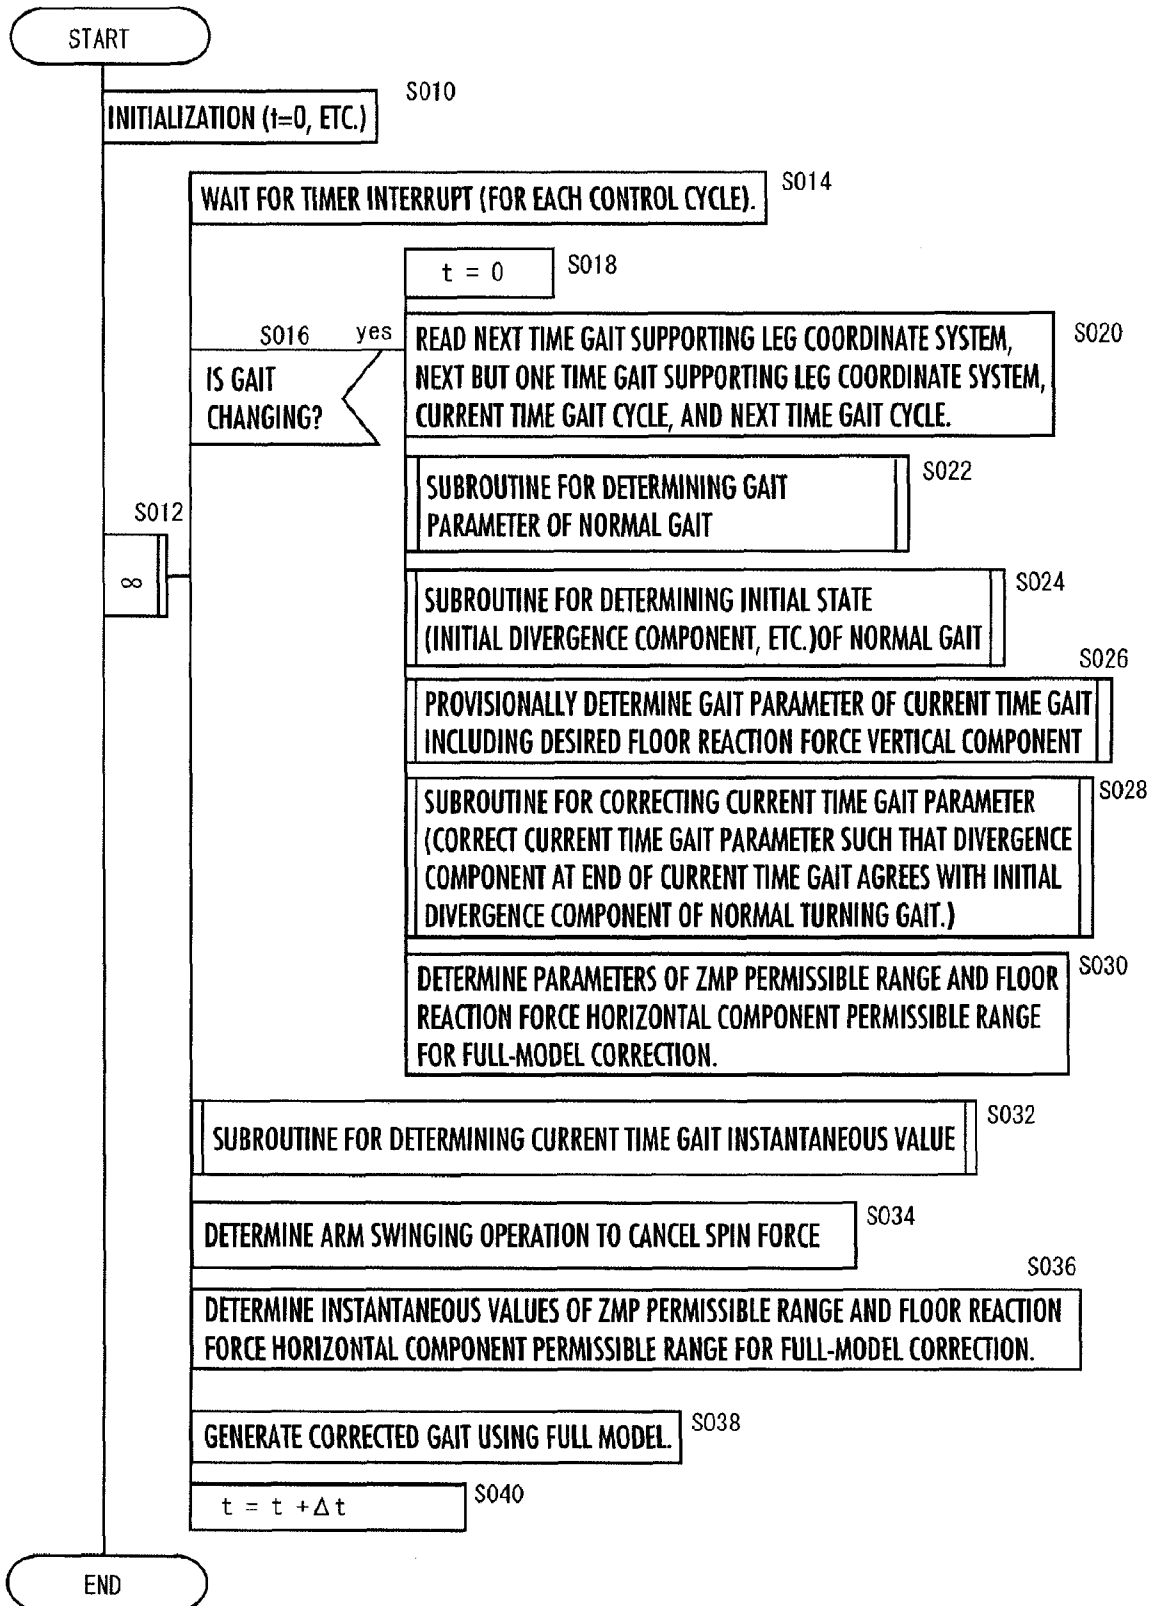 START
S010
INITIALIZATION (t=0, ETC.)
S014
WAIT FOR TIMER INTERRUPT (FOR EACH CONTROL CYCLE).
t = 0
S018
S016
yes
IS GAIT
CHANGING?
READ NEXT TIME GAIT SUPPORTING LEG COORDINATE SYSTEM,
NEXT BUT ONE TIME GAIT SUPPORTING LEG COORDINATE SYSTEM,
CURRENT TIME GAIT CYCLE, AND NEXT TIME GAIT CYCLE.
S020
SUBROUTINE FOR DETERMINING GAIT
PARAMETER OF NORMAL GAIT
S022
S012
∞
SUBROUTINE FOR DETERMINING INITIAL STATE
(INITIAL DIVERGENCE COMPONENT, ETC.)OF NORMAL GAIT
S024
S026
PROVISIONALLY DETERMINE GAIT PARAMETER OF CURRENT TIME GAIT
INCLUDING DESIRED FLOOR REACTION FORCE VERTICAL COMPONENT
SUBROUTINE FOR CORRECTING CURRENT TIME GAIT PARAMETER
(CORRECT CURRENT TIME GAIT PARAMETER SUCH THAT DIVERGENCE
COMPONENT AT END OF CURRENT TIME GAIT AGREES WITH INITIAL
DIVERGENCE COMPONENT OF NORMAL TURNING GAIT.)
S028
DETERMINE PARAMETERS OF ZMP PERMISSIBLE RANGE AND FLOOR
REACTION FORCE HORIZONTAL COMPONENT PERMISSIBLE RANGE
FOR FULL-MODEL CORRECTION.
S030
SUBROUTINE FOR DETERMINING CURRENT TIME GAIT INSTANTANEOUS VALUE
S032
DETERMINE ARM SWINGING OPERATION TO CANCEL SPIN FORCE
S034
S036
DETERMINE INSTANTANEOUS VALUES OF ZMP PERMISSIBLE RANGE AND FLOOR REACTION
FORCE HORIZONTAL COMPONENT PERMISSIBLE RANGE FOR FULL-MODEL CORRECTION.
GENERATE CORRECTED GAIT USING FULL MODEL.
S038
t = t +Δt
S040
END